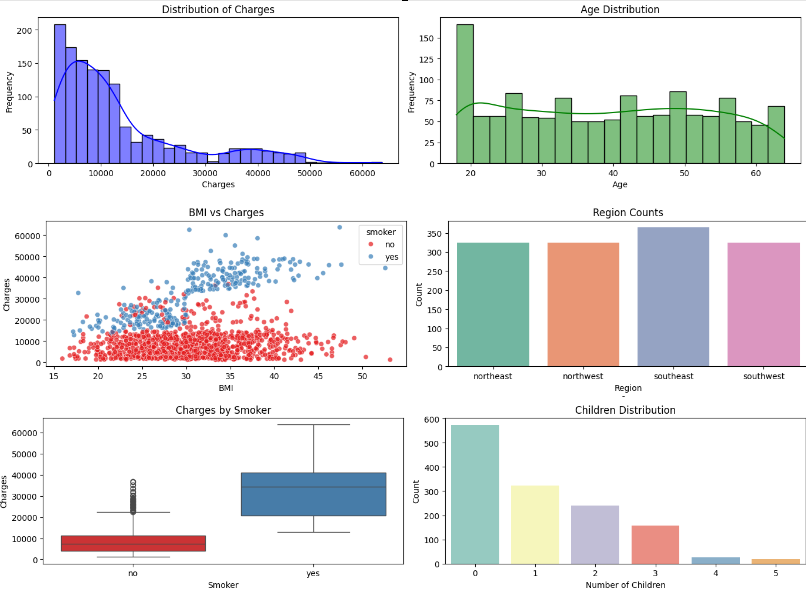 Distribution of Charges
200
150
100
50
0
Frequency
0 10000 20000 30000 40000 50000 60000
Charges
Age Distribution
150
125
100
75
50
25
0
Frequency
20 30 40 50 60
Age
BMI vs Charges
60000
50000
40000
30000
20000
10000
0
Charges
smoker
no
yes
15 20 25 30 35 40 45 50
BMI
Region Counts
350
300
250
200
150
100
50
0
Count
northeast northwest southeast southwest
Region
Charges by Smoker
60000
50000
40000
30000
20000
10000
0
Charges
no yes
Smoker
Children Distribution
600
500
400
300
200
100
0
Count
0 1 2 3 4 5
Number of Children